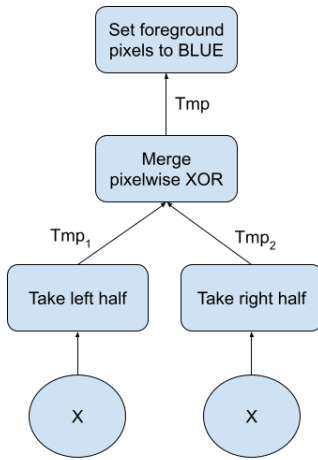 Set foreground
pixels to BLUE
Tmp
Merge
pixelwise XOR
Tmp₁
Tmp₂
Take left half
Take right half
X
X